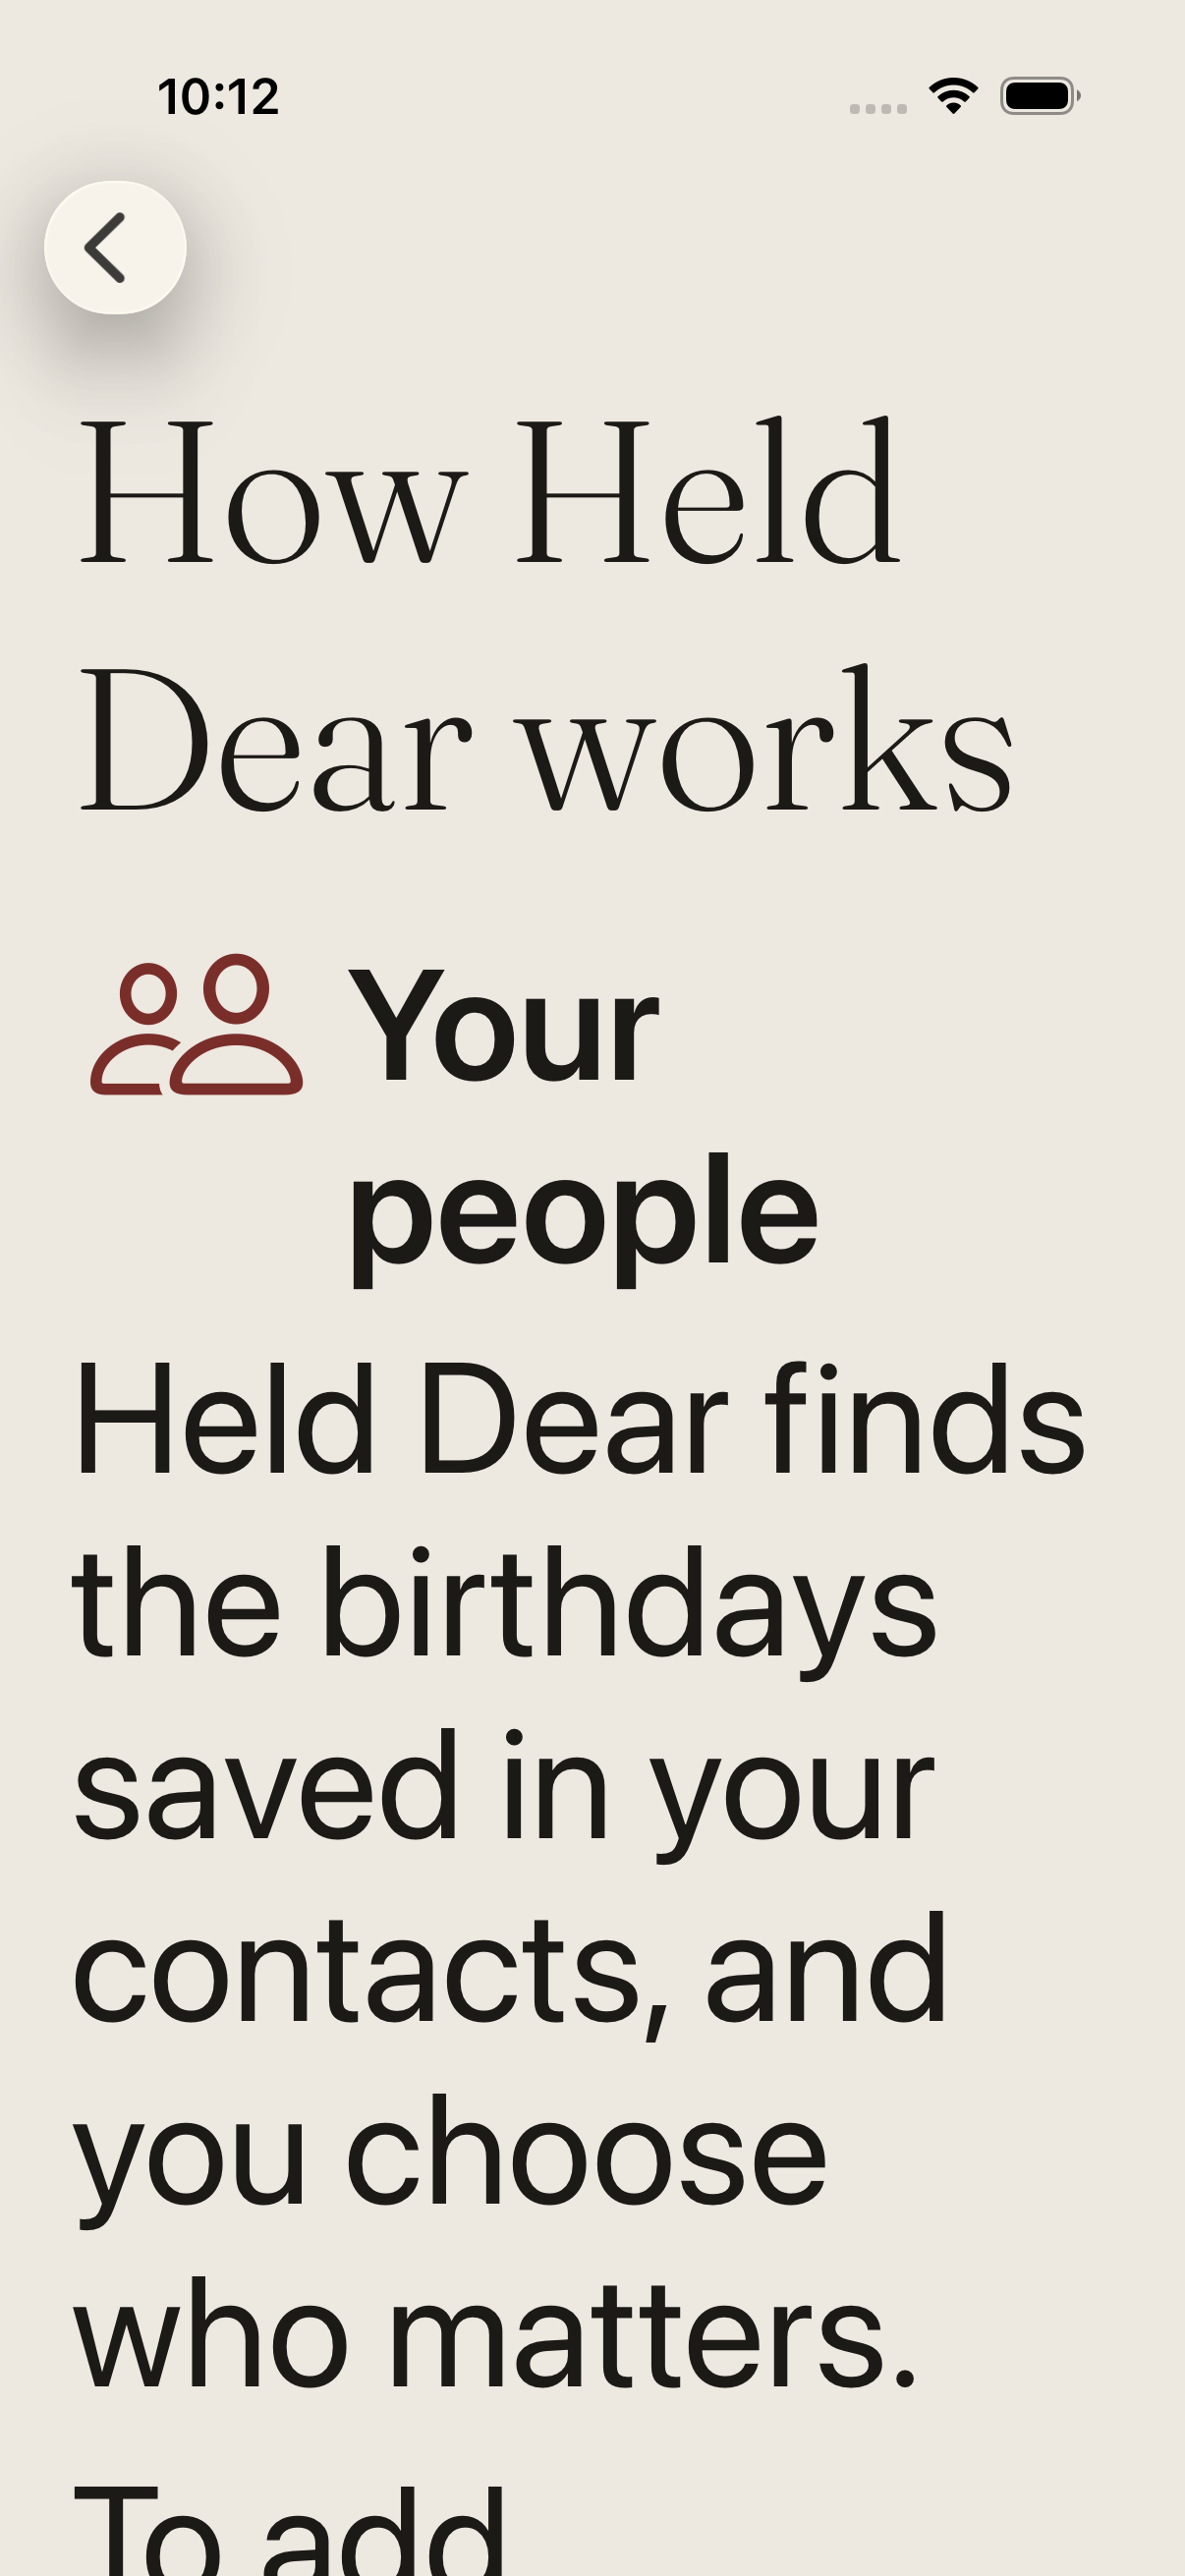 10:12
How Held
Dear works
Your
people
Held Dear finds
the birthdays
saved in your
contacts, and
you choose
who matters.
To add